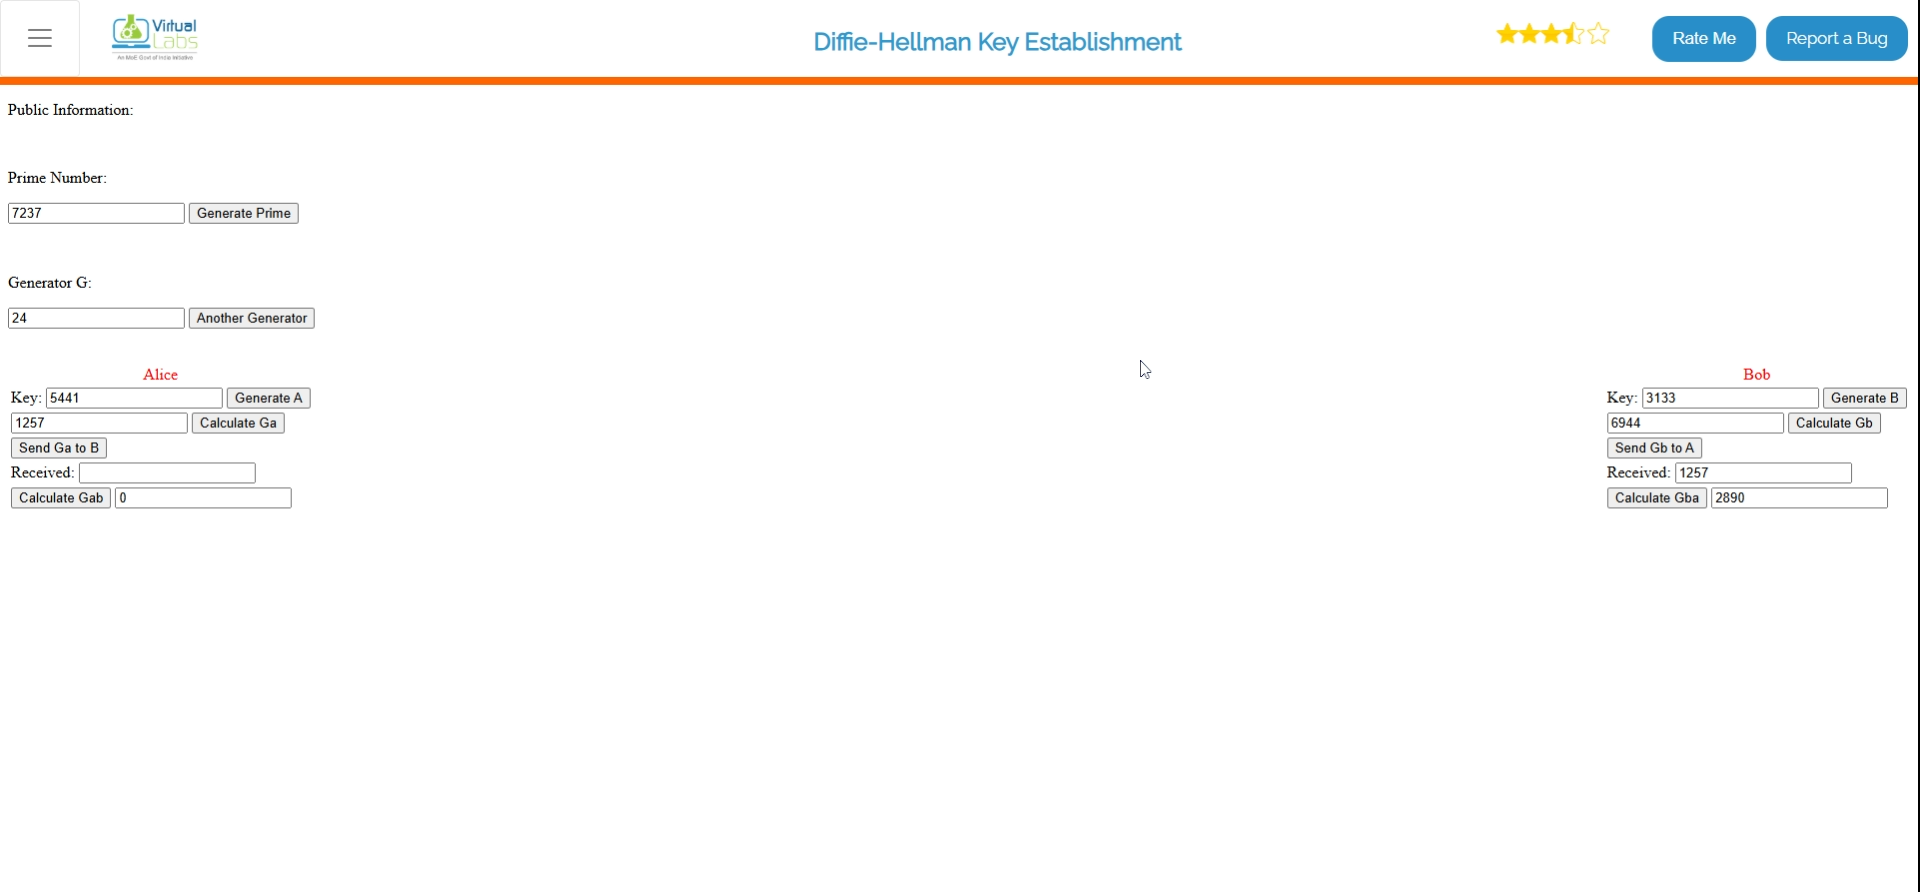 Virtual Labs
An MoE Govt of India Initiative
Diffie-Hellman Key Establishment
Rate Me
Report a Bug
Public Information:
Prime Number:
7237 Generate Prime
Generator G:
24 Another Generator
Alice
Key: 5441 Generate A
1257 Calculate Ga
Send Ga to B
Received:
Calculate Gab 0
Bob
Key: 3133 Generate B
6944 Calculate Gb
Send Gb to A
Received: 1257
Calculate Gba 2890